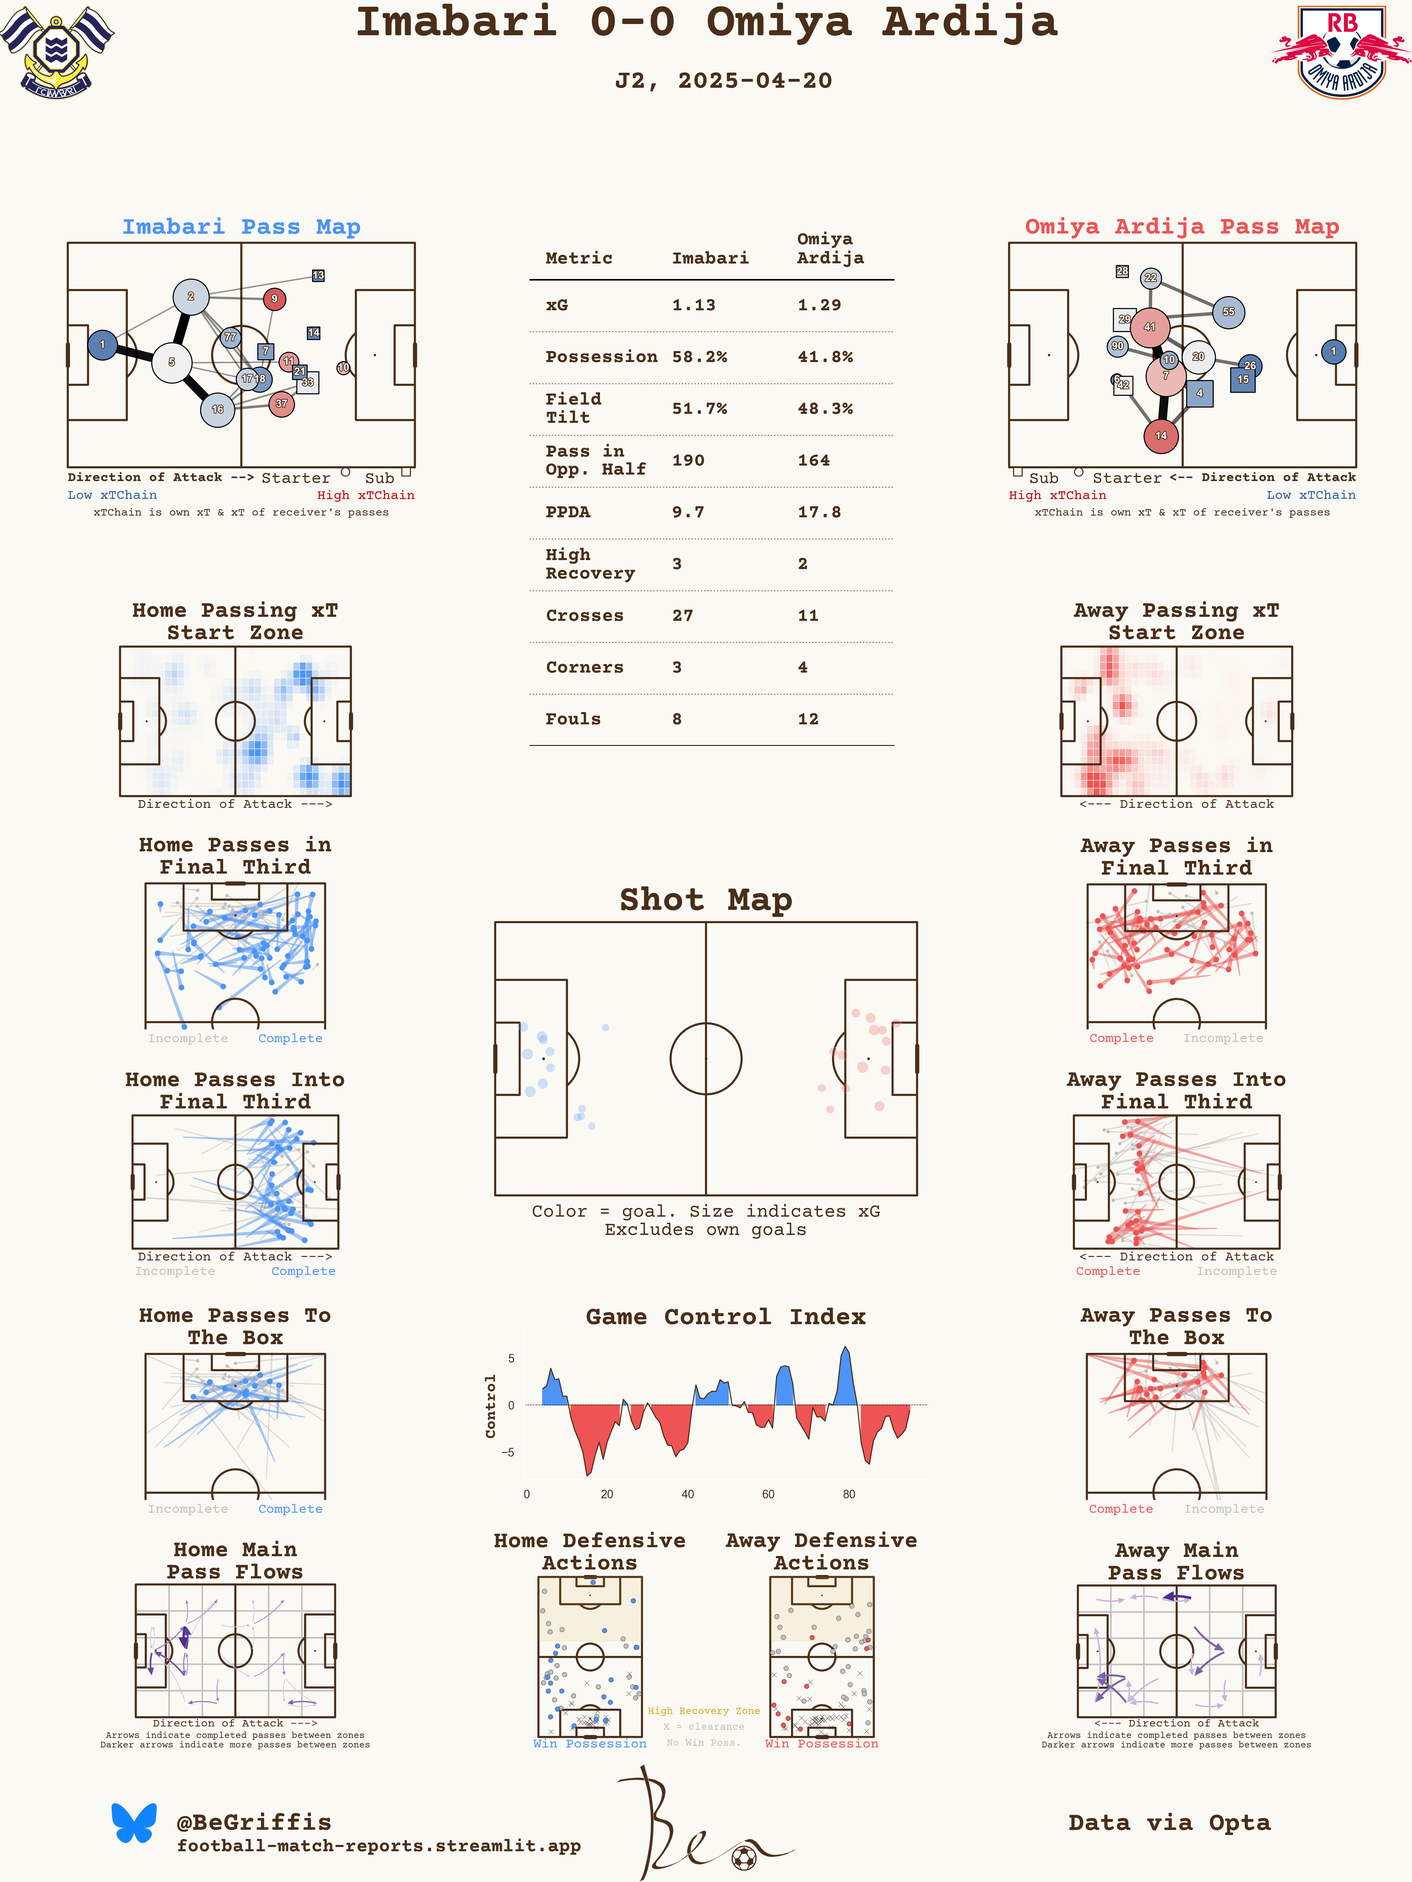 Imabari 0-0 Omiya Ardija
J2, 2025-04-20
FC IMABARI
RB
OMIYA ARDIJA
Imabari Pass Map
13
2
9
77
14
1
7
5
11
10
21
17
18
33
16
37
Direction of Attack --> Starter Sub
Low xTChain High xTChain
xTChain is own xT & xT of receiver's passes
Metric Imabari Omiya
Ardija
xG 1.13 1.29
Possession 58.2% 41.8%
Field
Tilt 51.7% 48.3%
Pass in
Opp. Half 190 164
PPDA 9.7 17.8
High
Recovery 3 2
Crosses 27 11
Corners 3 4
Fouls 8 12
Omiya Ardija Pass Map
28
22
55
29
41
90
10
20
1
26
7
15
6
42
4
14
Sub Starter <-- Direction of Attack
High xTChain Low xTChain
xTChain is own xT & xT of receiver's passes
Home Passing xT
Start Zone
Direction of Attack --->
Away Passing xT
Start Zone
<--- Direction of Attack
Home Passes in
Final Third
Incomplete Complete
Away Passes in
Final Third
Complete Incomplete
Shot Map
Color = goal. Size indicates xG
Excludes own goals
Home Passes Into
Final Third
Direction of Attack --->
Incomplete Complete
Away Passes Into
Final Third
<--- Direction of Attack
Complete Incomplete
Home Passes To
The Box
Incomplete Complete
Game Control Index
Control
5
0
−5
0 20 40 60 80
Away Passes To
The Box
Complete Incomplete
Home Main
Pass Flows
Direction of Attack --->
Arrows indicate completed passes between zones
Darker arrows indicate more passes between zones
Home Defensive
Actions
Win Possession
High Recovery Zone
X = clearance
No Win Poss.
Away Defensive
Actions
Win Possession
Away Main
Pass Flows
<--- Direction of Attack
Arrows indicate completed passes between zones
Darker arrows indicate more passes between zones
@BeGriffis
football-match-reports.streamlit.app
Ben
Data via Opta